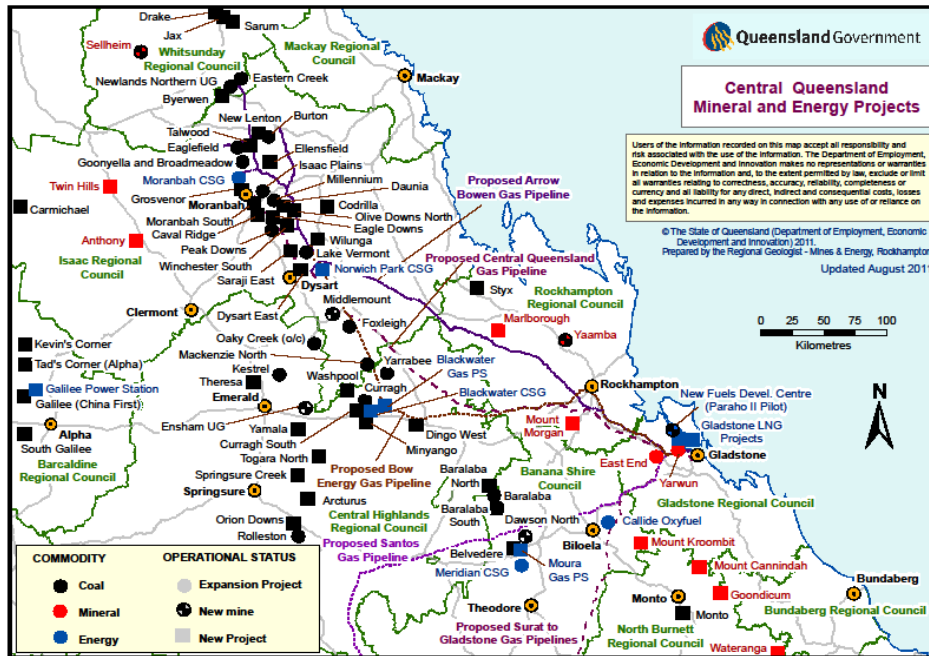 Drake
Jax
Sarum
Sellheim
Whitsunday
Regional Council
Mackay Regional
Council
Mackay
Newlands Northern UG
Eastern Creek
Byerwen
New Lenton
Burton
Talwood
Eaglefield
Ellensfield
Goonyella and Broadmeadow
Isaac Plains
Moranbah CSG
Millennium
Twin Hills
Grosvenor
Daunia
Moranbah
Carmichael
Codrilla
Moranbah South
Olive Downs North
Caval Ridge
Eagle Downs
Anthony
Peak Downs
Wilunga
Isaac Regional
Council
Lake Vermont
Winchester South
Norwich Park CSG
Saraji East
Dysart
Proposed Arrow
Bowen Gas Pipeline
Proposed Central Queensland
Gas Pipeline
Styx
Rockhampton
Regional Council
Clermont
Dysart East
Middlemount
Foxleigh
Marlborough
Yaamba
Kevin's Corner
Oaky Creek (o/c)
Mackenzie North
Yarrabee
Tad's Corner (Alpha)
Kestrel
Washpool
Blackwater
Gas PS
Galilee Power Station
Theresa
Curragh
Blackwater CSG
Rockhampton
Galilee (China First)
Emerald
New Fuels Devel. Centre
(Paraho II Pilot)
Alpha
Ensham UG
Yamala
Dingo West
Mount
Morgan
Gladstone LNG
Projects
South Galilee
Curragh South
Minyango
Gladstone
Barcaldine
Regional Council
Togara North
East End
Yarwun
Springsure Creek
Proposed Bow
Energy Gas Pipeline
Baralaba
North
Banana Shire
Council
Springsure
Arcturus
Baralaba
Gladstone Regional Council
Baralaba
South
Central Highlands
Regional Council
Orion Downs
Dawson North
Callide Oxyfuel
Rolleston
Proposed Santos
Gas Pipeline
Biloela
Mount Kroombit
Belvedere
Moura
Gas PS
Meridian CSG
Mount Cannindah
Goondicum
Bundaberg
Theodore
Monto
Monto
Bundaberg Regional Council
Proposed Surat to
Gladstone Gas Pipelines
North Burnett
Regional Council
Wateranga
Queensland Government
Central Queensland
Mineral and Energy Projects
Users of the information recorded on this map accept all responsibility and
risk associated with the use of the information. The Department of Employment,
Economic Development and Innovation makes no representations or warranties
in relation to the information and, to the extent permitted by law, exclude or limit
all warranties relating to correctness, accuracy, reliability, completeness or
currency and all liability for any direct, indirect and consequential costs, losses
and expenses incurred in any way in connection with any use of or reliance on
the information.
© The State of Queensland (Department of Employment, Economic
Development and Innovation) 2011.
Prepared by the Regional Geologist - Mines & Energy, Rockhampton
Updated August 2011
0 25 50 75 100
Kilometres
N
COMMODITY
OPERATIONAL STATUS
Coal
Expansion Project
Mineral
New mine
Energy
New Project